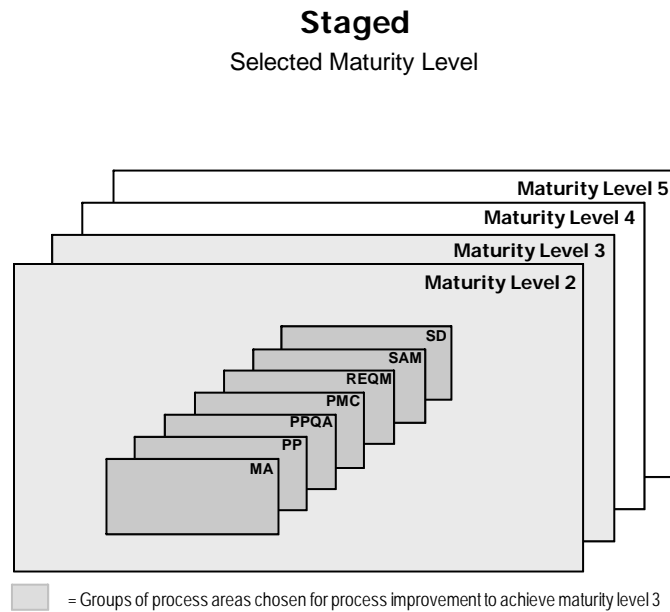 Staged
Selected Maturity Level
Maturity Level 5
Maturity Level 4
Maturity Level 3
Maturity Level 2
SD
SAM
REQM
PMC
PPQA
PP
MA
= Groups of process areas chosen for process improvement to achieve maturity level 3